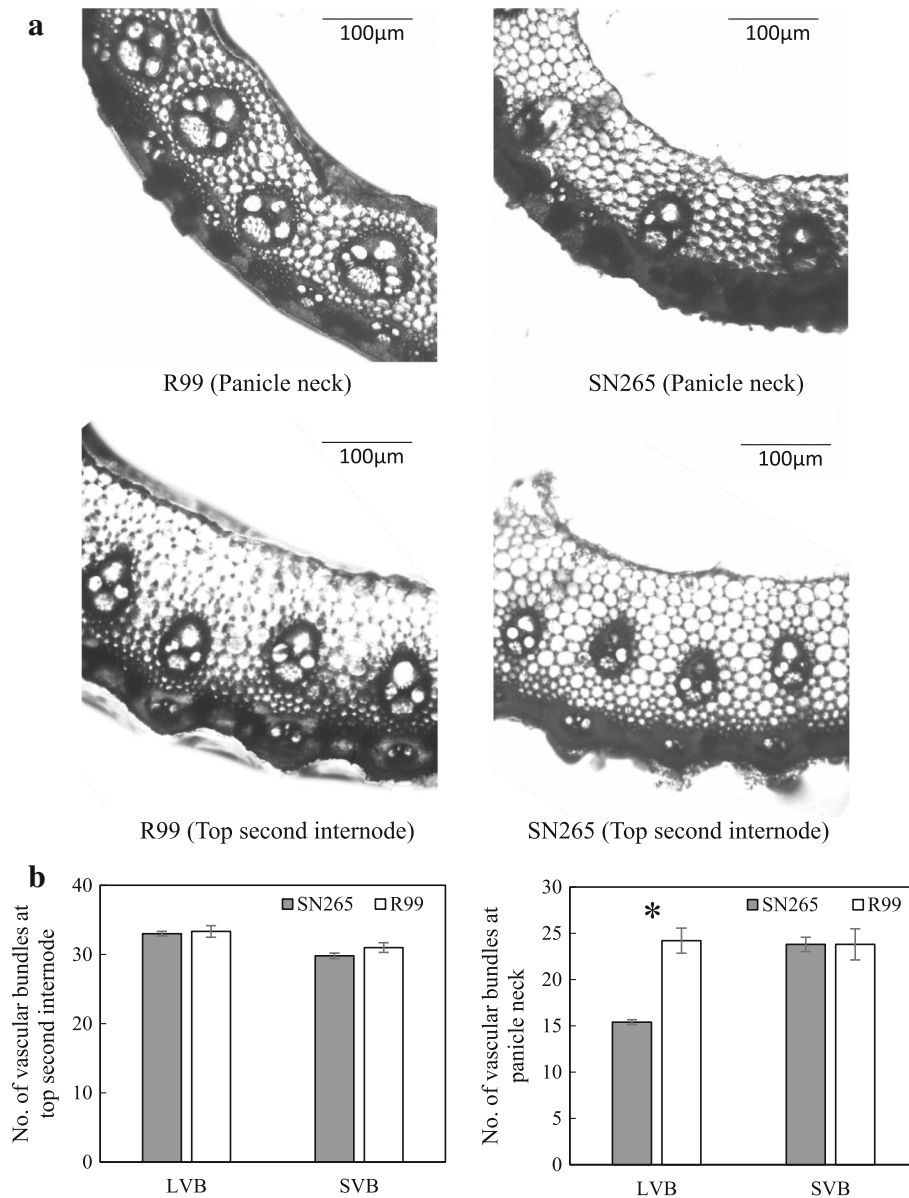 a
100μm
100μm
R99 (Panicle neck)
SN265 (Panicle neck)
100μm
100μm
R99 (Top second internode)
SN265 (Top second internode)
b
No. of vascular bundles at
top second internode
40
30
20
10
0
SN265
R99
LVB
SVB
No. of vascular bundles at
panicle neck
30
25
20
15
10
5
0
SN265
R99
*
LVB
SVB